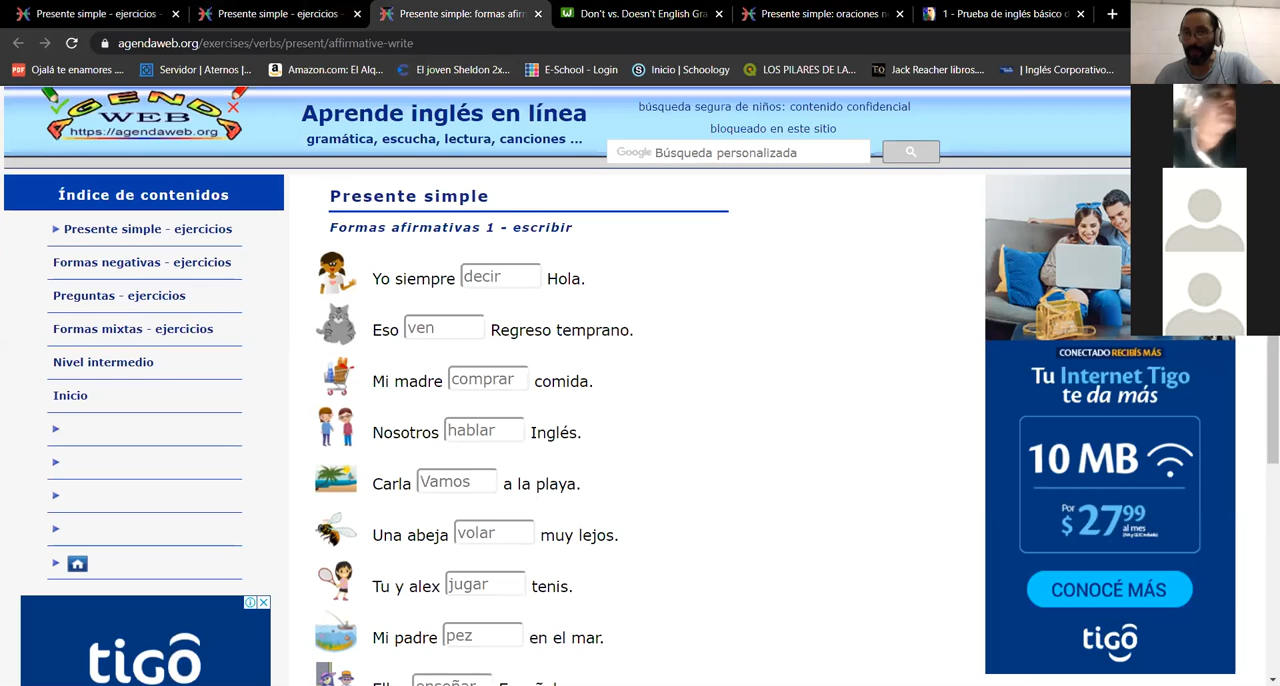 Presente simple - ejercicios -
Presente simple - ejercicios -
Presente simple: formas afirm
Don't vs. Doesn't English Gra
Presente simple: oraciones n
1 - Prueba de inglés básico d
agendaweb.org/exercises/verbs/present/affirmative-write
Ojalá te enamores ....
Servidor | Aternos |...
Amazon.com: El Alq...
El joven Sheldon 2x...
E-School - Login
Inicio | Schoology
LOS PILARES DE LA...
Jack Reacher libros....
| Inglés Corporativo...
AGENDA
WEB
https://agendaweb.org
Aprende inglés en línea
gramática, escucha, lectura, canciones ...
búsqueda segura de niños: contenido confidencial
bloqueado en este sitio
Google Búsqueda personalizada
Índice de contenidos
Presente simple - ejercicios
Formas negativas - ejercicios
Preguntas - ejercicios
Formas mixtas - ejercicios
Nivel intermedio
Inicio
tigo
Presente simple
Formas afirmativas 1 - escribir
Yo siempre decir Hola.
Eso ven Regreso temprano.
Mi madre comprar comida.
Nosotros hablar Inglés.
Carla Vamos a la playa.
Una abeja volar muy lejos.
Tu y alex jugar tenis.
Mi padre pez en el mar.
CONECTADO RECIBÍS MÁS
Tu Internet Tigo
te da más
10 MB
Por
$27.99
al mes
CONOCÉ MÁS
tigo